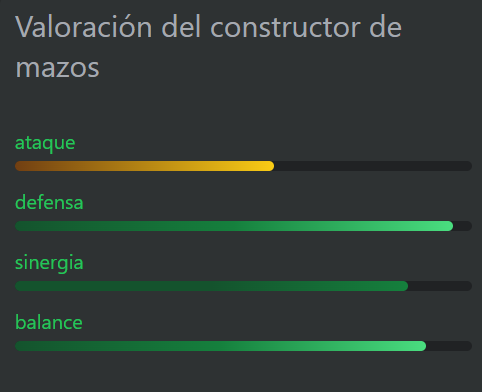 Valoración del constructor de
mazos
ataque
defensa
sinergia
balance